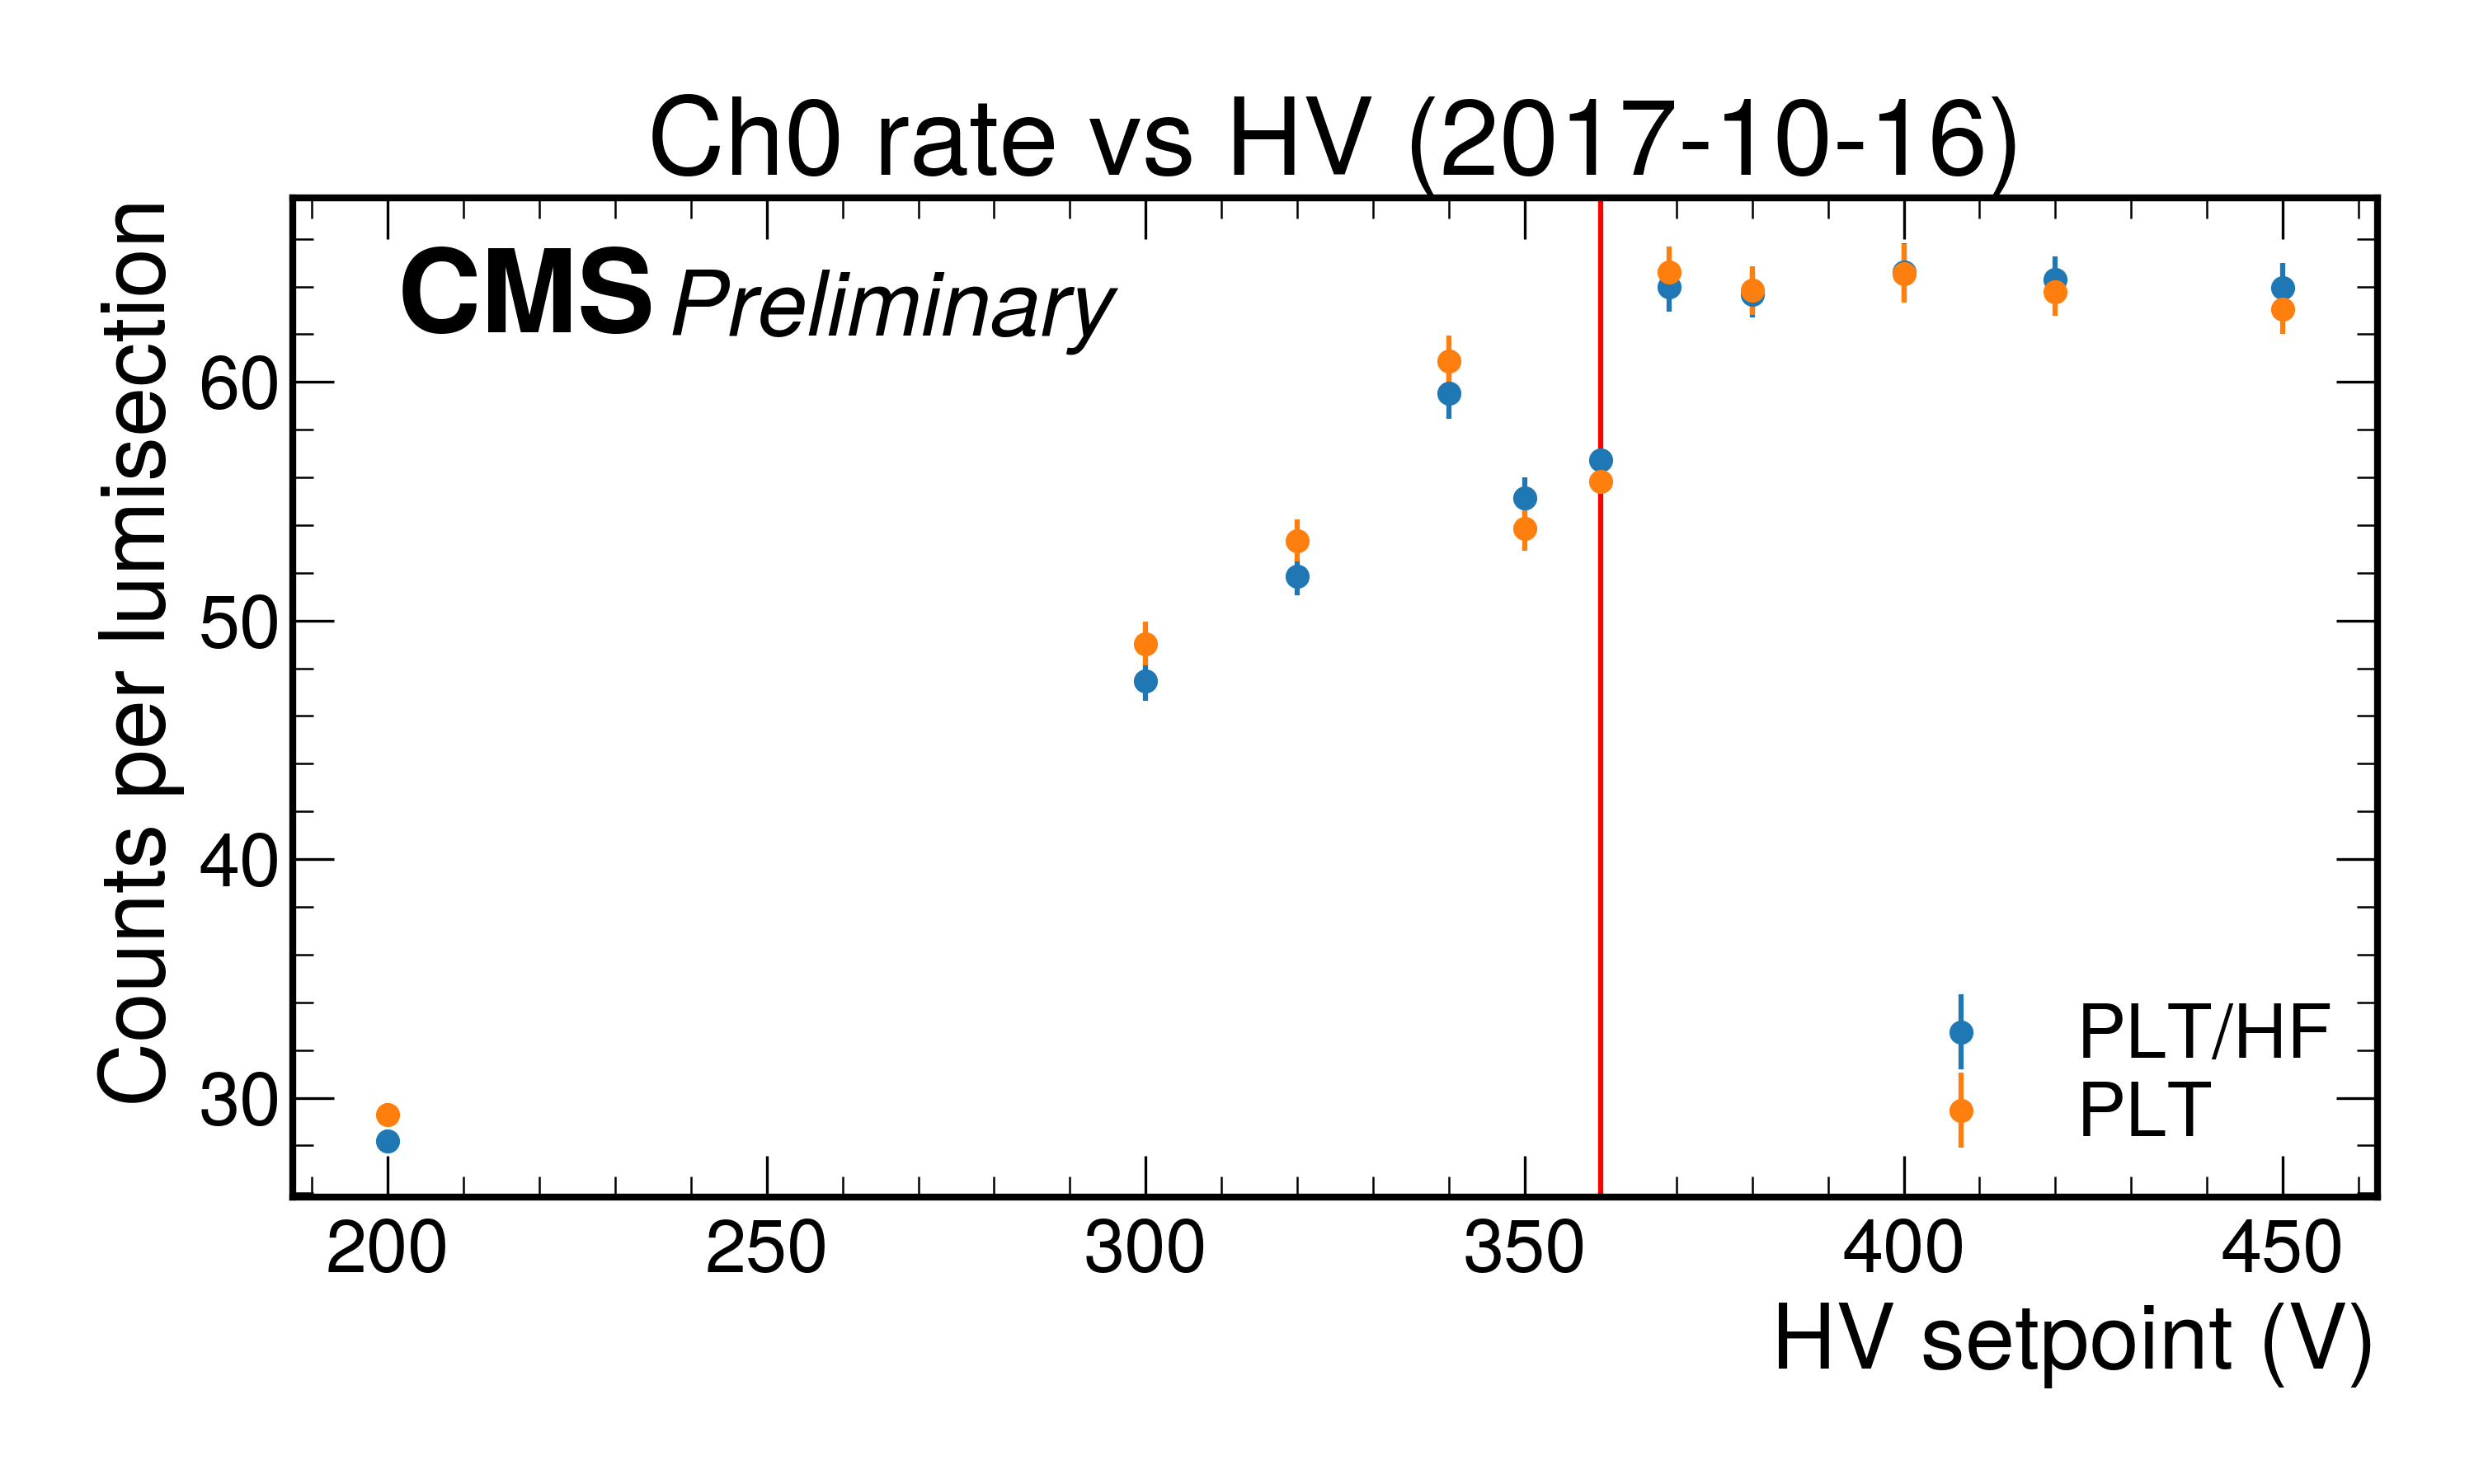 Ch0 rate vs HV (2017-10-16)
CMS Preliminary
Counts per lumisection
60
50
40
30
PLT/HF
PLT
200 250 300 350 400 450
HV setpoint (V)